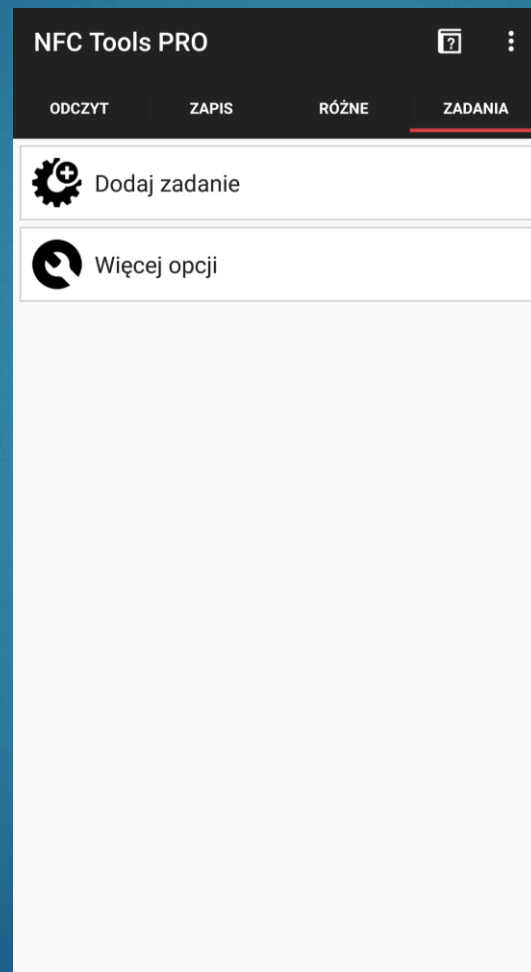 NFC Tools PRO
?
ODCZYT ZAPIS RÓŻNE ZADANIA
Dodaj zadanie
Więcej opcji